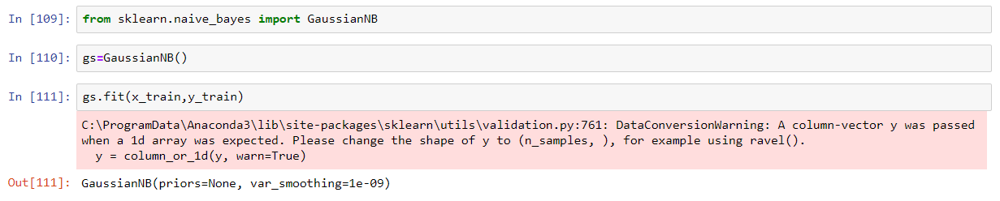 In [109]: from sklearn.naive_bayes import GaussianNB
In [110]: gs=GaussianNB()
In [111]: gs.fit(x_train,y_train)
C:\ProgramData\Anaconda3\lib\site-packages\sklearn\utils\validation.py:761: DataConversionWarning: A column-vector y was passed
when a 1d array was expected. Please change the shape of y to (n_samples, ), for example using ravel().
  y = column_or_1d(y, warn=True)
Out[111]: GaussianNB(priors=None, var_smoothing=1e-09)